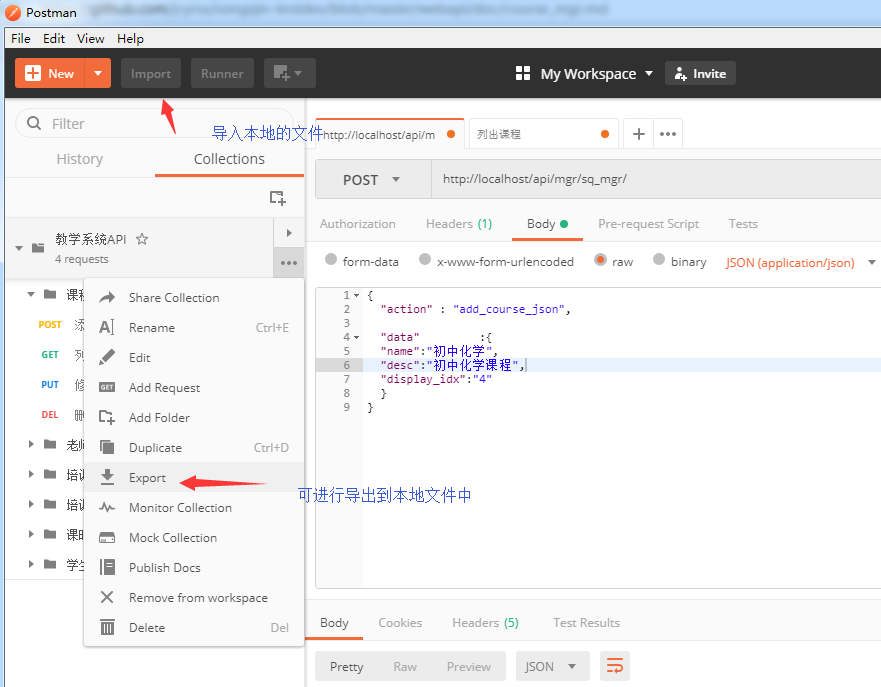 Postman
File Edit View Help
New Import Runner My Workspace Invite
Filter
导入本地的文件
http://localhost/api/m
列出课程
History Collections
POST http://localhost/api/mgr/sq_mgr/
Authorization Headers (1) Body Pre-request Script Tests
教学系统API
4 requests
form-data x-www-form-urlencoded raw binary JSON (application/json)
1 {
2 "action" : "add_course_json",
3
4 "data" :{
5 "name":"初中化学",
6 "desc":"初中化学课程",
7 "display_idx":"4"
8 }
9 }
POST
GET
PUT
DEL
老师
培训
培训
Share Collection
Rename Ctrl+E
Edit
GET Add Request
Add Folder
Duplicate Ctrl+D
Export
可进行导出到本地文件中
Monitor Collection
Mock Collection
Publish Docs
Remove from workspace
Delete Del
Body Cookies Headers (5) Test Results
Pretty Raw Preview JSON